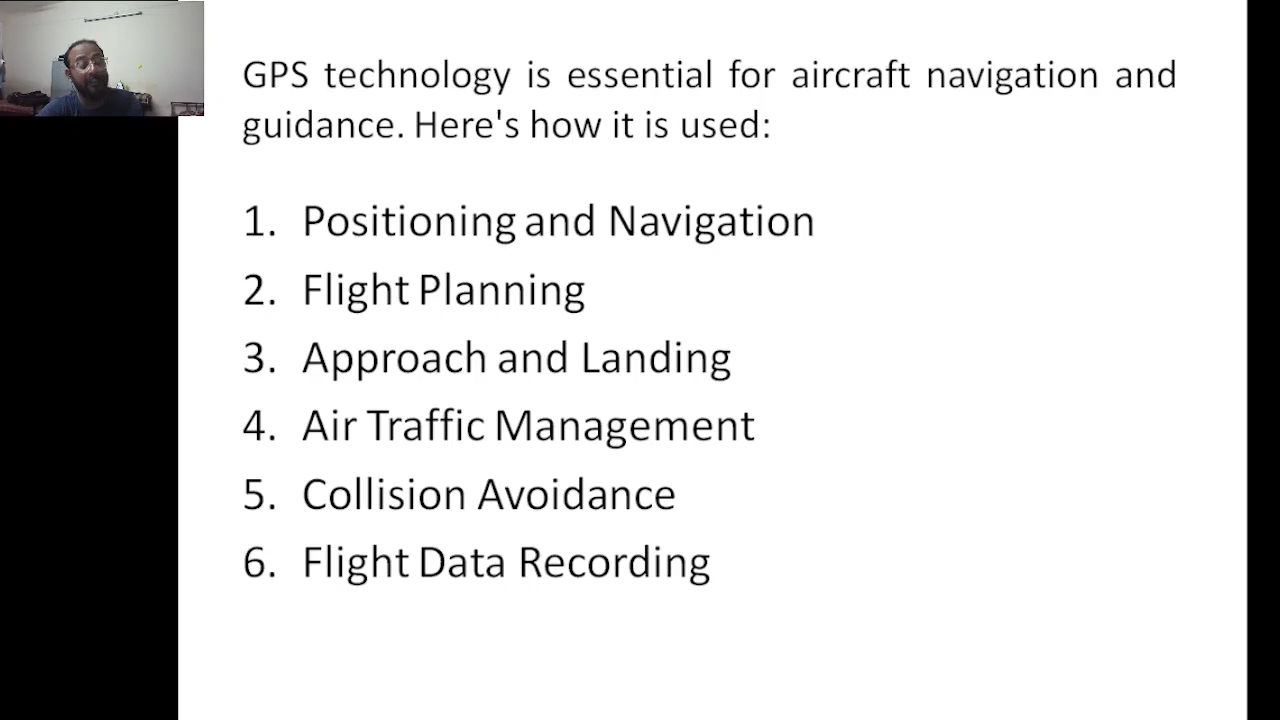 GPS technology is essential for aircraft navigation and
guidance. Here's how it is used:
1. Positioning and Navigation
2. Flight Planning
3. Approach and Landing
4. Air Traffic Management
5. Collision Avoidance
6. Flight Data Recording